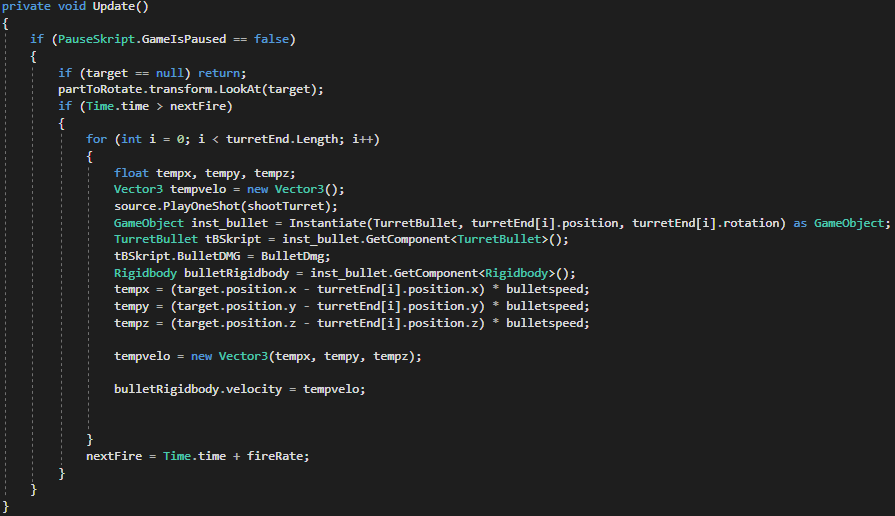 private void Update()
{
if (PauseSkript.GameIsPaused == false)
{
if (target == null) return;
partToRotate.transform.LookAt(target);
if (Time.time > nextFire)
{
for (int i = 0; i < turretEnd.Length; i++)
{
float tempx, tempy, tempz;
Vector3 tempvelo = new Vector3();
source.PlayOneShot(shootTurret);
GameObject inst_bullet = Instantiate(TurretBullet, turretEnd[i].position, turretEnd[i].rotation) as GameObject;
TurretBullet tBSkript = inst_bullet.GetComponent<TurretBullet>();
tBSkript.BulletDMG = BulletDmg;
Rigidbody bulletRigidbody = inst_bullet.GetComponent<Rigidbody>();
tempx = (target.position.x - turretEnd[i].position.x) * bulletspeed;
tempy = (target.position.y - turretEnd[i].position.y) * bulletspeed;
tempz = (target.position.z - turretEnd[i].position.z) * bulletspeed;
tempvelo = new Vector3(tempx, tempy, tempz);
bulletRigidbody.velocity = tempvelo;
}
nextFire = Time.time + fireRate;
}
}
}